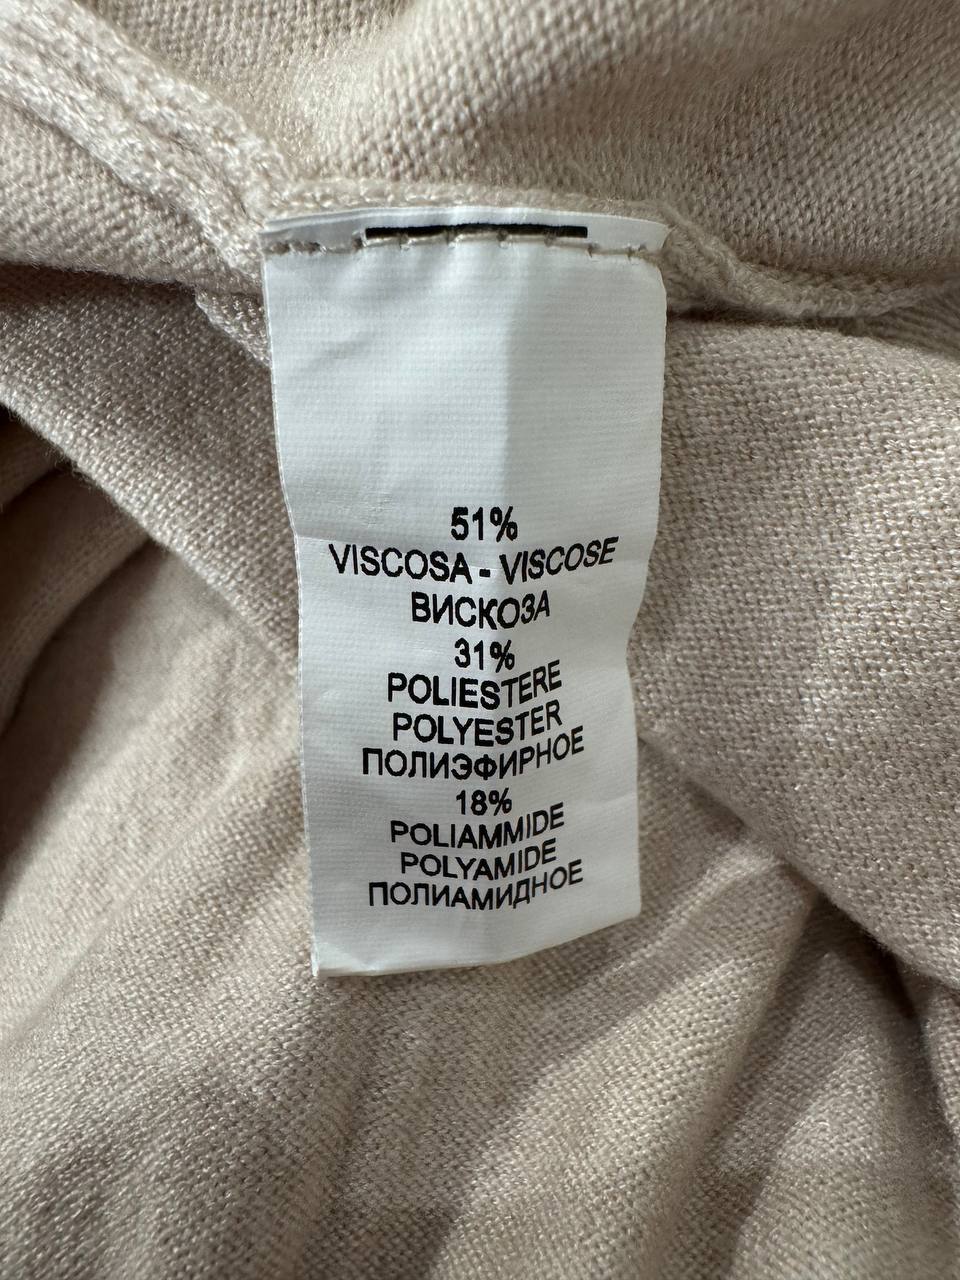 51%
VISCOSA - VISCOSE
ВИСКОЗА
31%
POLIESTERE
POLYESTER
ПОЛИЭФИРНОЕ
18%
POLIAMMIDE
POLYAMIDE
ПОЛИАМИДНОЕ